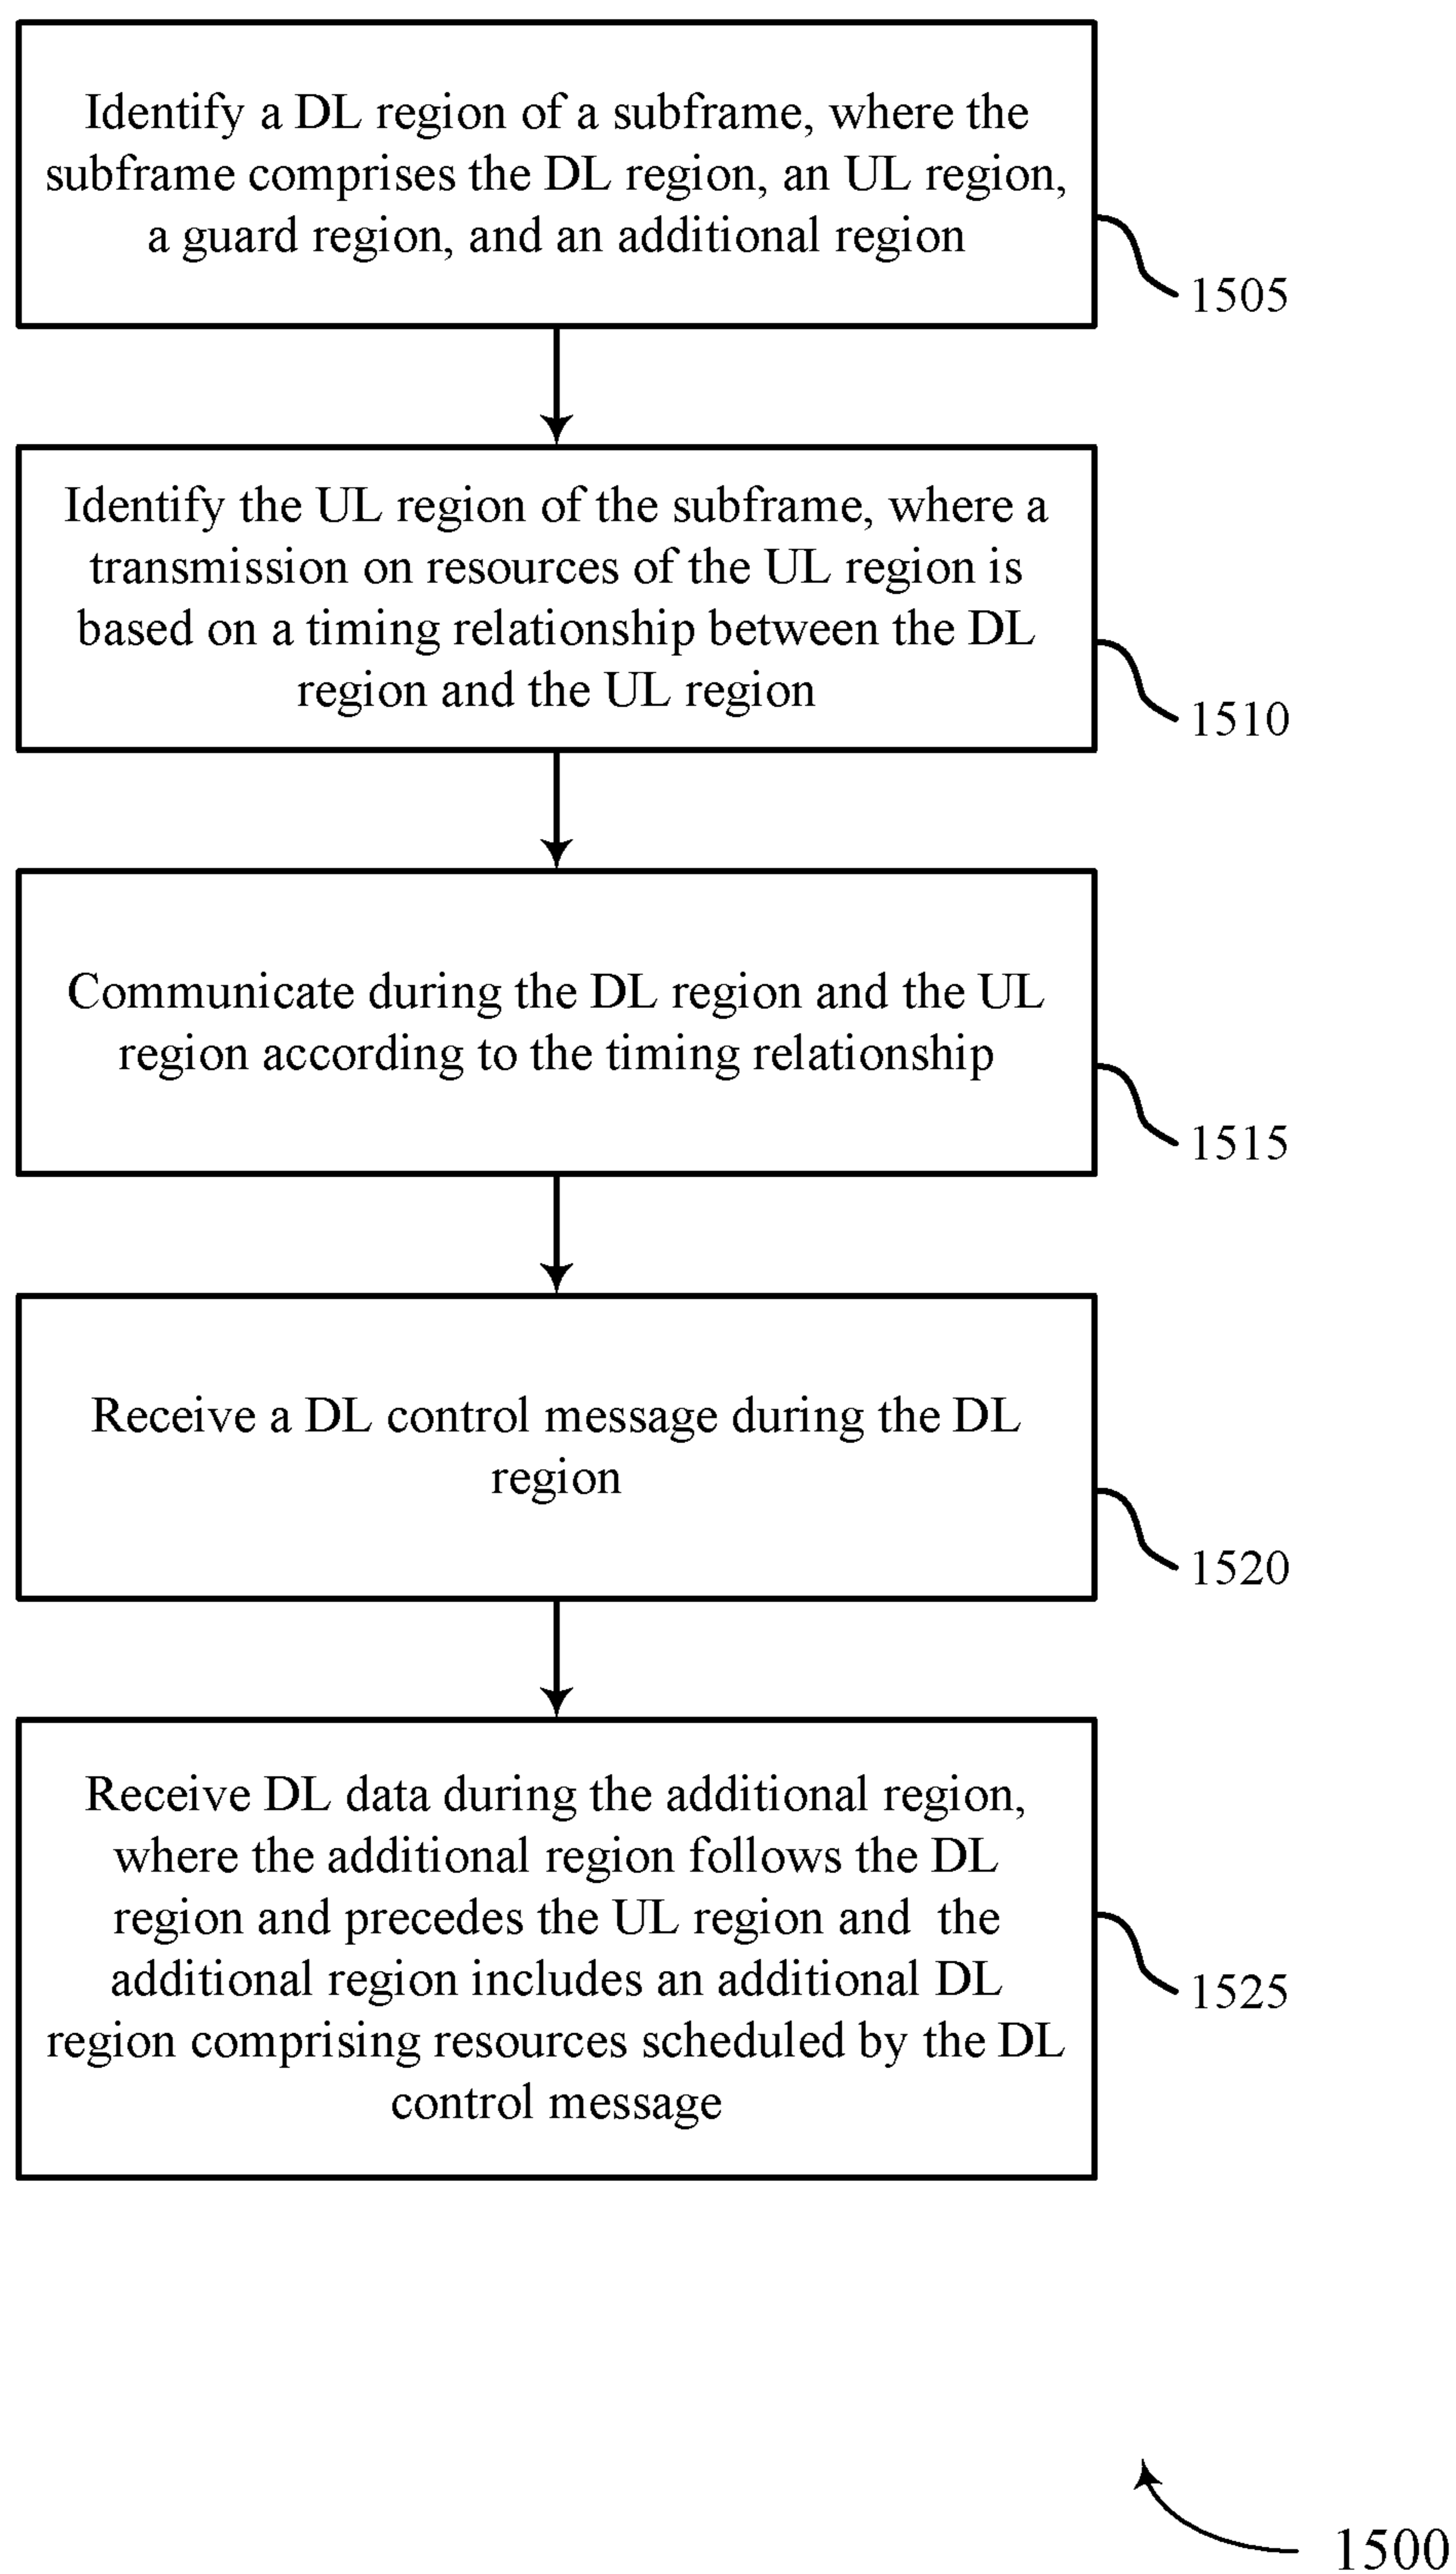 Identify a DL region of a subframe, where the
subframe comprises the DL region, an UL region,
a guard region, and an additional region
1505
Identify the UL region of the subframe, where a
transmission on resources of the UL region is
based on a timing relationship between the DL
region and the UL region
1510
Communicate during the DL region and the UL
region according to the timing relationship
1515
Receive a DL control message during the DL
region
1520
Receive DL data during the additional region,
where the additional region follows the DL
region and precedes the UL region and the
additional region includes an additional DL
region comprising resources scheduled by the DL
control message
1525
1500